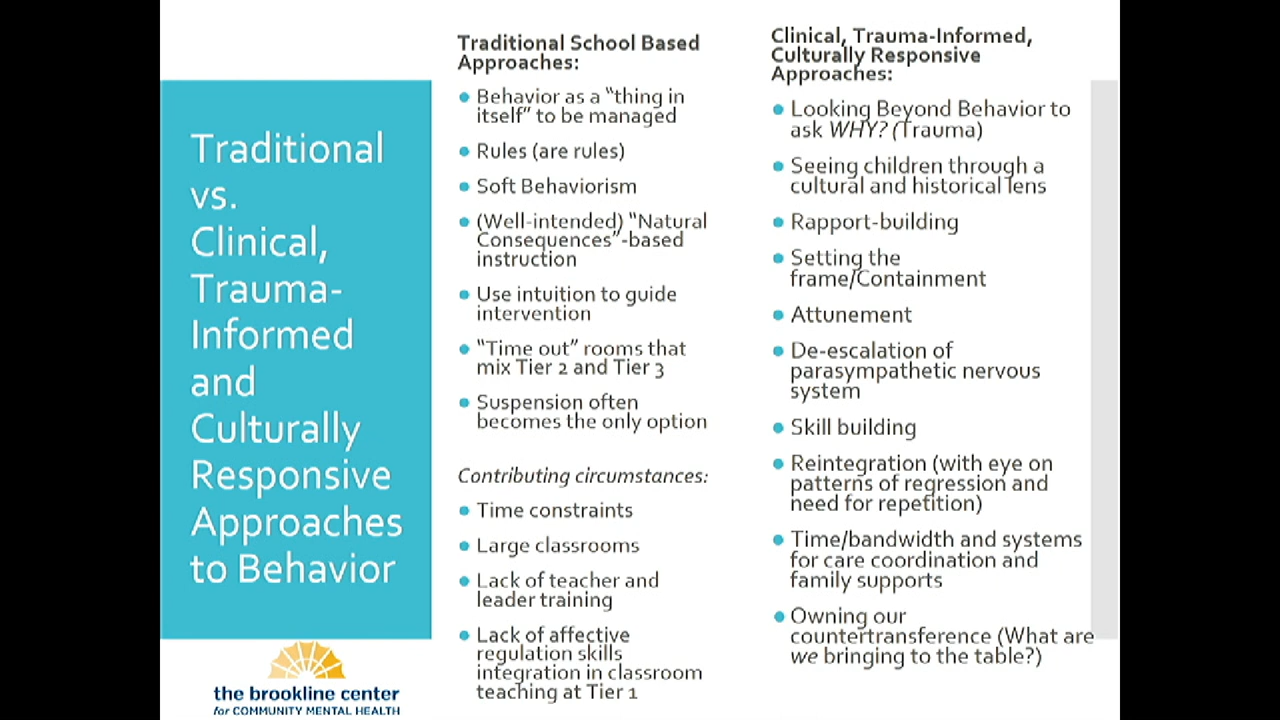 Traditional
vs.
Clinical,
Trauma-
Informed
and
Culturally
Responsive
Approaches
to Behavior
the brookline center
for COMMUNITY MENTAL HEALTH
Traditional School Based
Approaches:
Behavior as a “thing in
itself” to be managed
Rules (are rules)
Soft Behaviorism
(Well-intended) “Natural
Consequences”-based
instruction
Use intuition to guide
intervention
“Time out” rooms that
mix Tier 2 and Tier 3
Suspension often
becomes the only option
Contributing circumstances:
Time constraints
Large classrooms
Lack of teacher and
leader training
Lack of affective
regulation skills
integration in classroom
teaching at Tier 1
Clinical, Trauma-Informed,
Culturally Responsive
Approaches:
Looking Beyond Behavior to
ask WHY? (Trauma)
Seeing children through a
cultural and historical lens
Rapport-building
Setting the
frame/Containment
Attunement
De-escalation of
parasympathetic nervous
system
Skill building
Reintegration (with eye on
patterns of regression and
need for repetition)
Time/bandwidth and systems
for care coordination and
family supports
Owning our
countertransference (What are
we bringing to the table?)